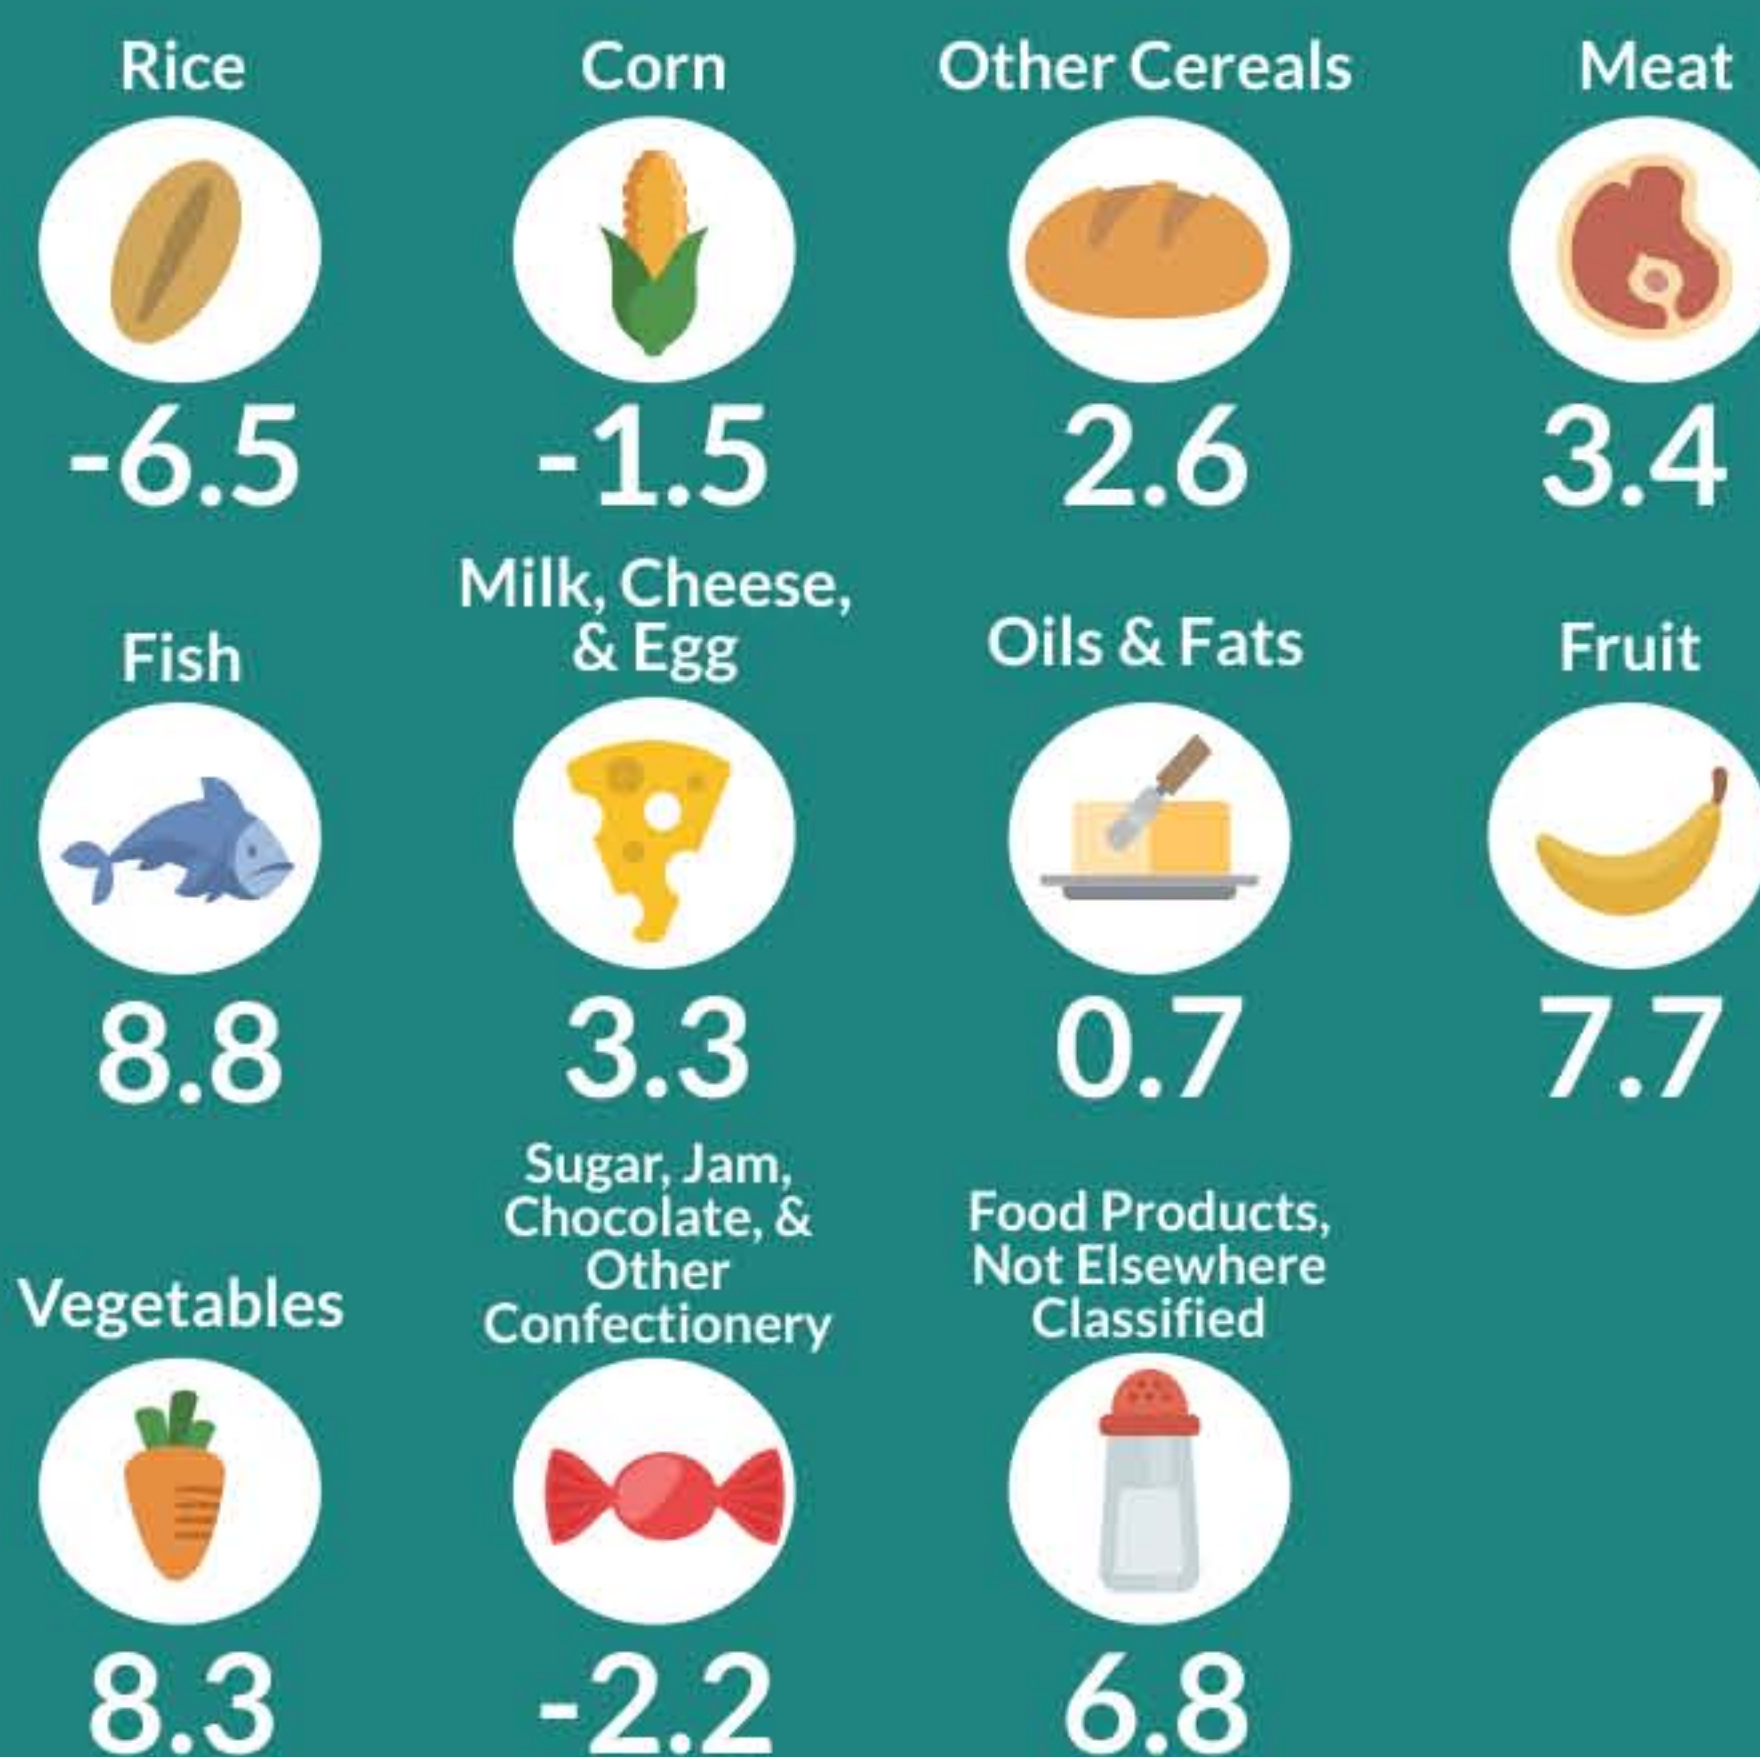 Rice
Corn
Other Cereals
Meat
-6.5
-1.5
2.6
3.4
Fish
Milk, Cheese,
& Egg
Oils & Fats
Fruit
8.8
3.3
0.7
7.7
Vegetables
Sugar, Jam,
Chocolate, &
Other
Confectionery
Food Products,
Not Elsewhere
Classified
8.3
-2.2
6.8